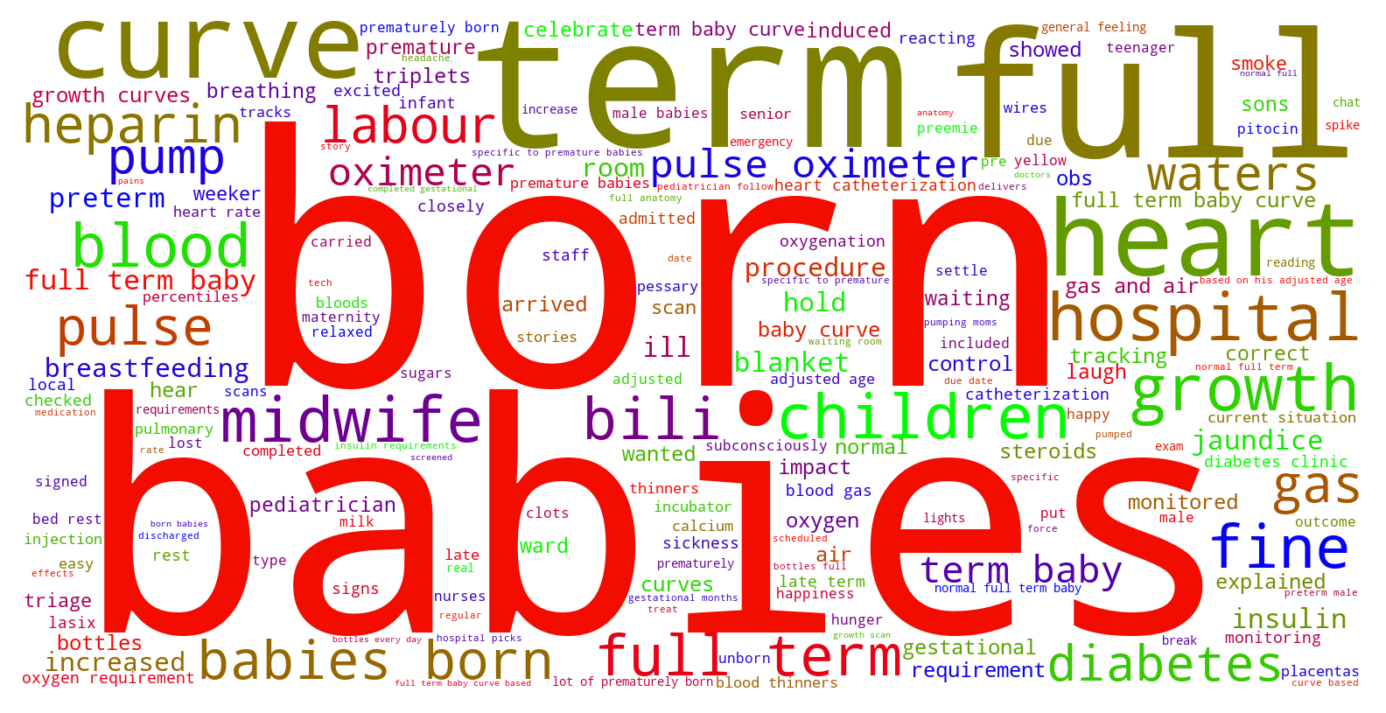 curve
prematurely born
celebrate
term baby curve
induced
general feeling
term
full
premature
headache
reacting
showed
teenager
smoke
normal full
triplets
growth curves
breathing
excited
infant
tracks
increase
male babies
senior
anatomy
wires
sons
chat
heparin
labour
preemie
due
pitocin
spike
story
emergency
pump
specific to premature babies
oximeter
room
pulse oximeter
pre
yellow
waters
pains
doctors
preterm
weeker
premature babies
pediatrician follow
heart catheterization
delivers
obs
completed gestational
full anatomy
full term baby curve
heart rate
closely
admitted
born
heart
blood
carried
staff
oxygenation
date
procedure
settle
reading
full term baby
tech
specific to premature
gas and air
based on his adjusted age
percentiles
bloods
arrived
pessary
scan
hold
waiting
hospital
maternity
pulse
relaxed
stories
ill
baby curve
pumping moms
waiting room
included
tracking
correct
breastfeeding
blanket
control
laugh
normal full term
local
scans
sugars
adjusted
adjusted age
due date
growth
checked
hear
catheterization
medication
requirements
midwife
bili
children
happy
current situation
pulmonary
lost
insulin requirements
subconsciously
pumped
jaundice
rate
completed
screened
wanted
normal
steroids
exam
diabetes clinic
babies
signed
impact
specific
thinners
blood gas
gas
pediatrician
incubator
monitored
bed rest
born babies
milk
clots
oxygen
lights
put
male
outcome
injection
discharged
calcium
force
ward
sickness
scheduled
fine
rest
late
air
easy
type
real
prematurely
bottles full
term baby
effects
signs
curves
late term
normal full term baby
explained
triage
nurses
gestational months
happiness
preterm male
lasix
regular
treat
hunger
insulin
bottles
bottles every day
hospital picks
growth scan
break
monitoring
increased
babies born
full term
unborn
gestational
diabetes
oxygen requirement
full term baby curve based
lot of prematurely born
blood thinners
requirement
placentas
curve based